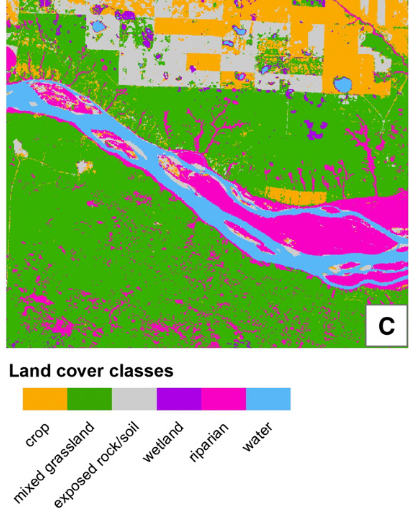 C
Land cover classes
crop
mixed grassland
exposed rock/soil
wetland
riparian
water